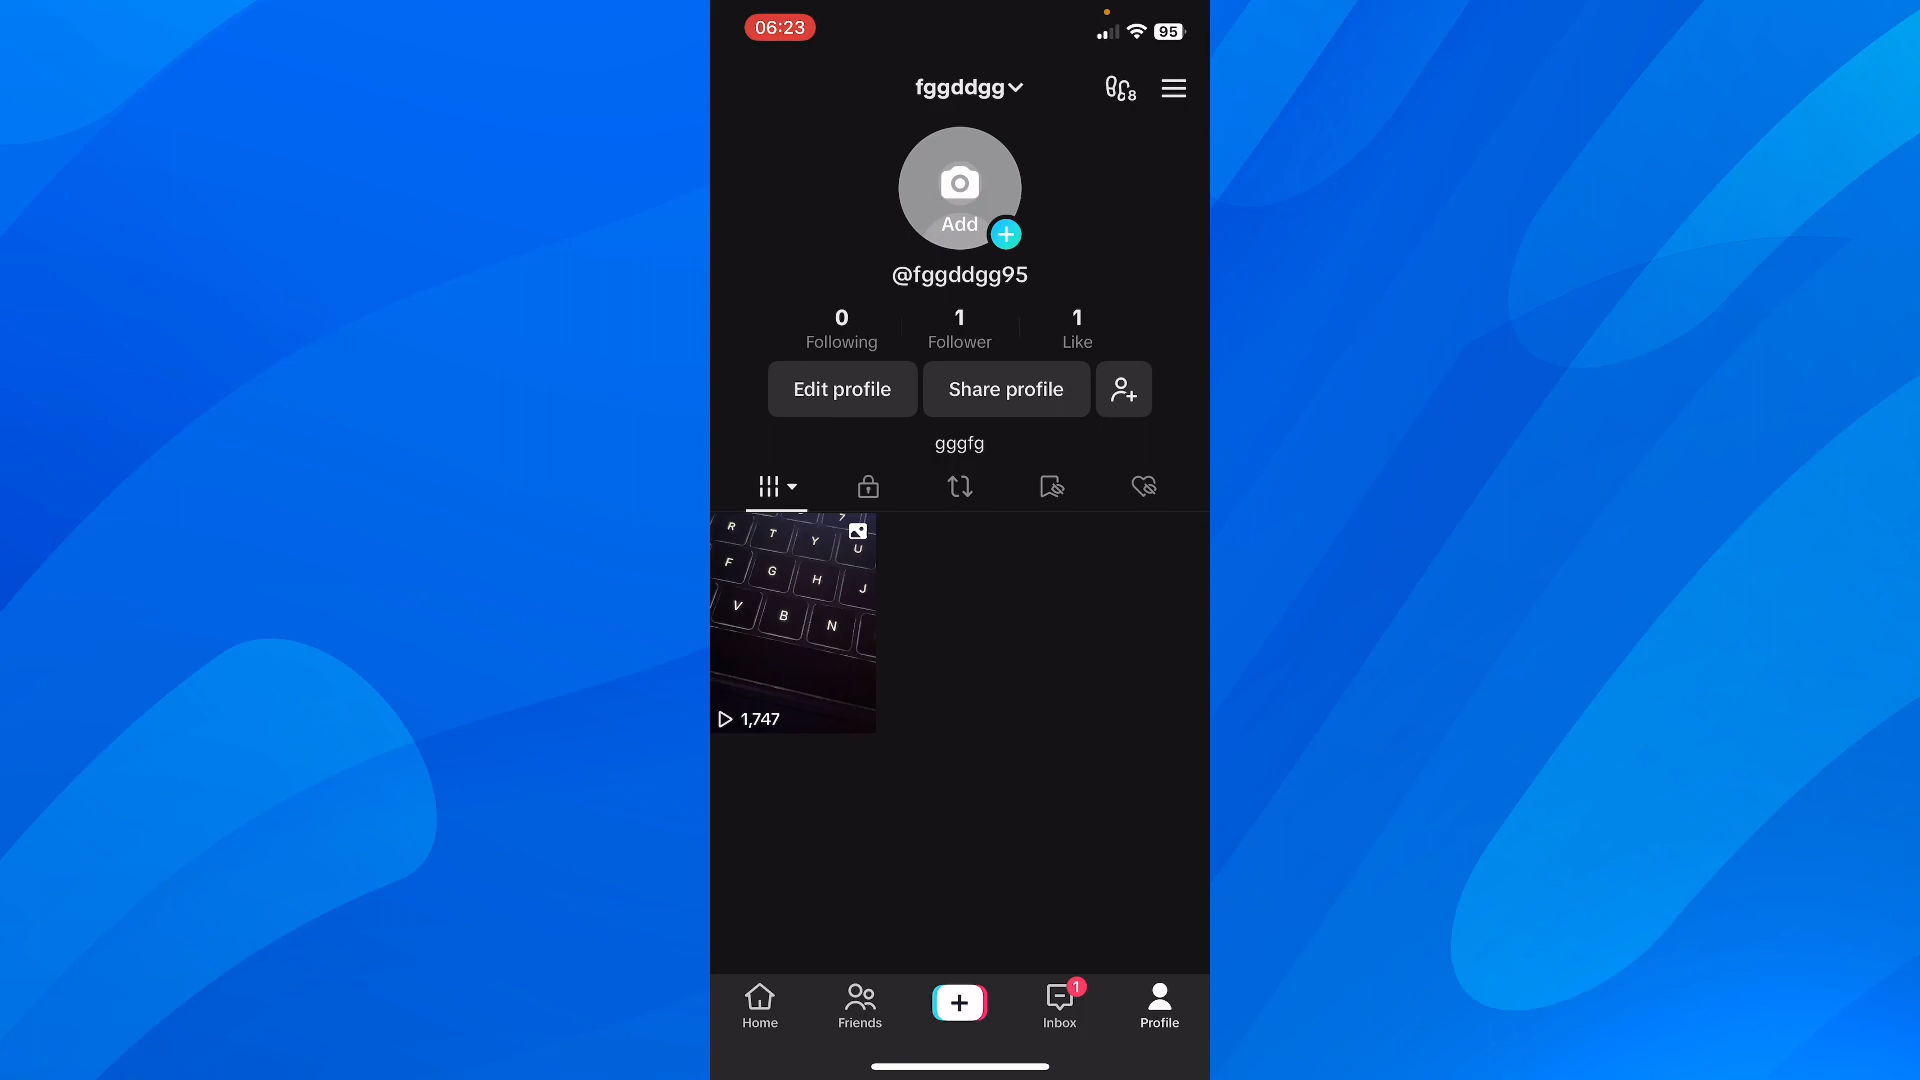 06:23
95
fggddgg
8
Add
@fggddgg95
0 1 1
Following Follower Like
Edit profile Share profile
gggfg
7
R T Y U
F G H J
V B N
1,747
1
Home Friends Inbox Profile